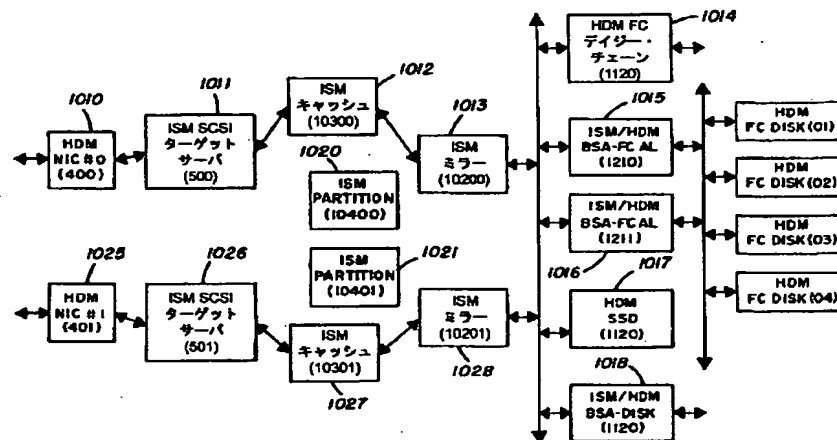 1010
HDM
NIC #0
(400)
1011
ISM SCSI
ターゲット
サーバ
(500)
1012
ISM
キャッシュ
(10300)
1013
ISM
ミラー
(10200)
1020
ISM
PARTITION
(10400)
1021
ISM
PARTITION
(10401)
1025
HDM
NIC #1
(401)
1026
ISM SCSI
ターゲット
サーバ
(501)
ISM
キャッシュ
(10301)
1027
ISM
ミラー
(10201)
1028
1014
HDM FC
デイジー・
チェーン
(1120)
1015
ISM/HDM
BSA-FC AL
(1210)
ISM/HDM
BSA-FCAL
(1211)
1016
1017
HDM
SSD
(1120)
1018
ISM/HDM
BSA-DISK
(1120)
HDM
FC DISK(01)
HDM
FC DISK(02)
HDM
FC DISK(03)
HDM
FC DISK(04)